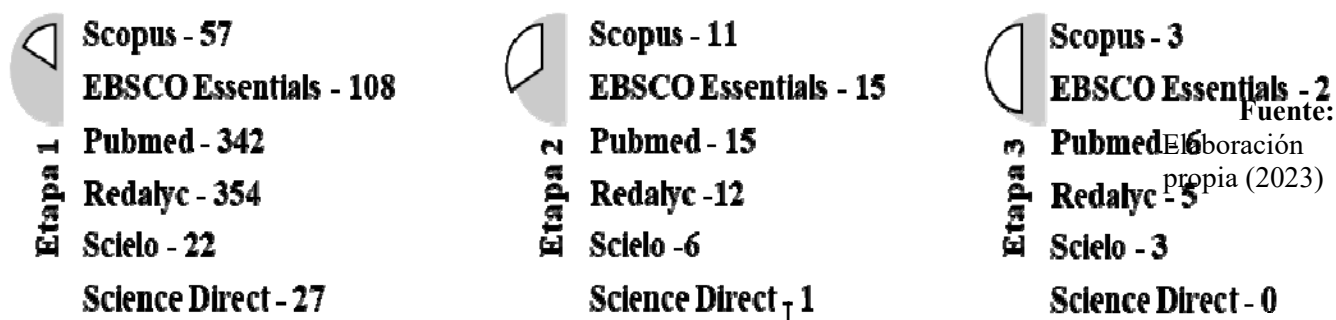 Etapa 1
Scopus - 57
EBSCO Essentials - 108
Pubmed - 342
Redalyc - 354
Scielo - 22
Science Direct - 27
Etapa 2
Scopus - 11
EBSCO Essentials - 15
Pubmed - 15
Redalyc -12
Scielo -6
Science Direct - 1
Etapa 3
Scopus - 3
EBSCO Essentials - 2
Pubmed - 6
Redalyc - 5
Scielo - 3
Science Direct - 0
Fuente:
Elaboración
propia (2023)